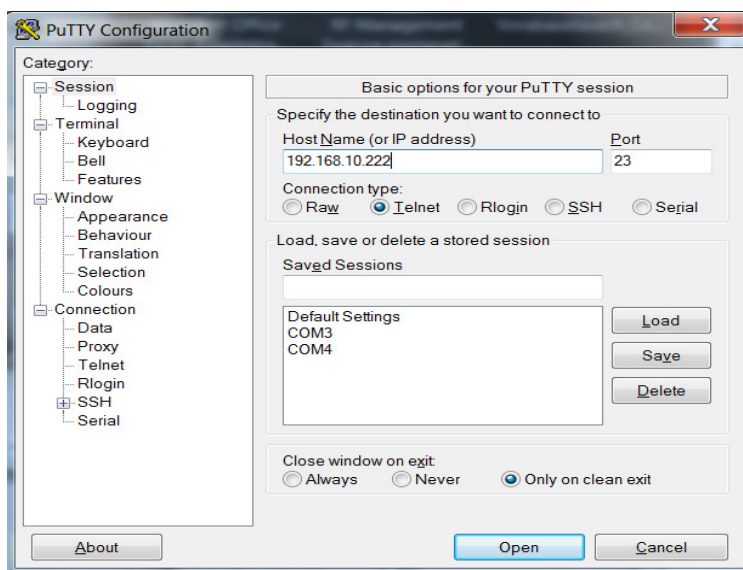 PuTTY Configuration
Category:
Session
Logging
Terminal
Keyboard
Bell
Features
Window
Appearance
Behaviour
Translation
Selection
Colours
Connection
Data
Proxy
Telnet
Rlogin
SSH
Serial
Basic options for your PuTTY session
Specify the destination you want to connect to
Host Name (or IP address) Port
192.168.10.222 23
Connection type:
Raw Telnet Rlogin SSH Serial
Load, save or delete a stored session
Saved Sessions
Default Settings
COM3
COM4
Load
Save
Delete
Close window on exit:
Always Never Only on clean exit
About Open Cancel